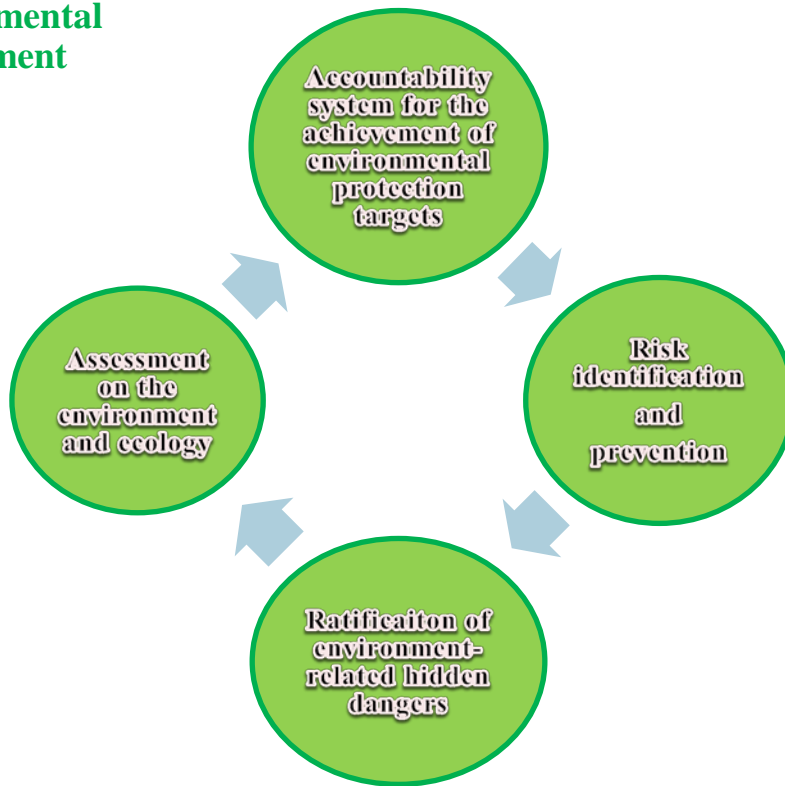 mental
ment
Accountability
system for the
achievement of
environmental
protection
targets
Risk
identification
and
prevention
Assessment
on the
environment
and ecology
Ratificaiton of
environment-
related hidden
dangers